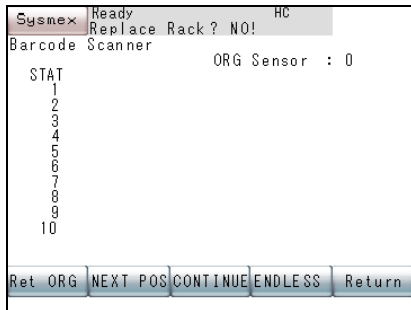 Sysmex Ready HC
Replace Rack? NO!
Barcode Scanner
ORG Sensor : 0
STAT
1
2
3
4
5
6
7
8
9
10
Ret ORG NEXT POS CONTINUE ENDLESS Return